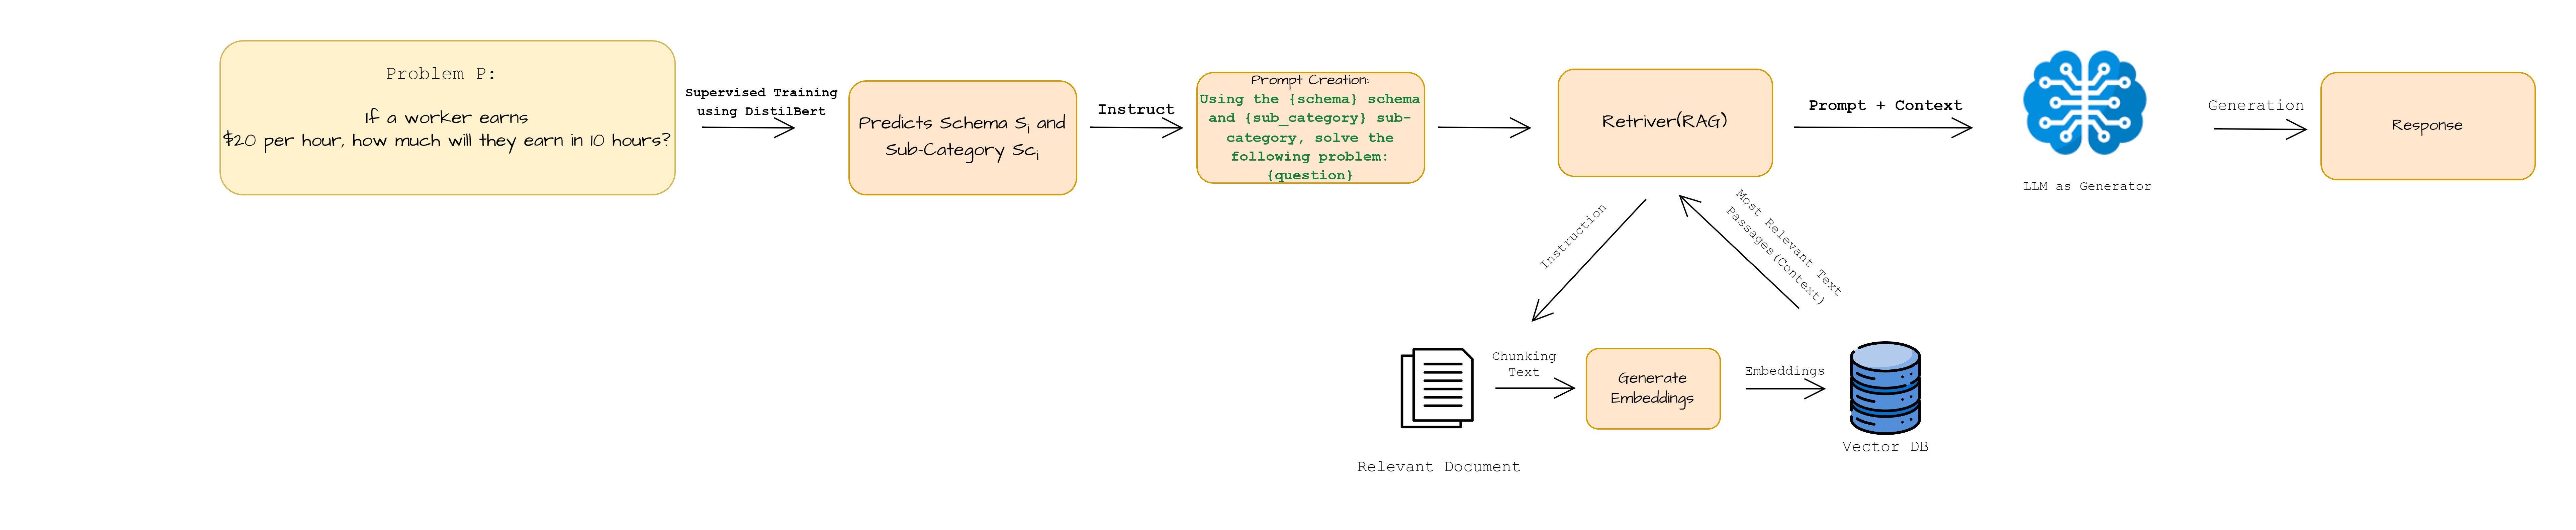 Problem P:
If a worker earns
$20 per hour, how much will they earn in 10 hours?
Supervised Training
using DistilBert
Predicts Schema Si and
Sub-Category Sci
Instruct
Prompt Creation:
Using the {schema} schema
and {sub_category} sub-
category, solve the
following problem:
{question}
Retriver(RAG)
Prompt + Context
LLM as Generator
Generation
Response
Instruction
Most Relevant Text
Passages(Context)
Relevant Document
Chunking
Text
Generate
Embeddings
Embeddings
Vector DB